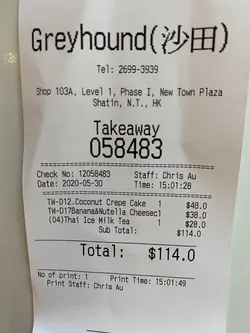 Greyhound(沙田)
Tel: 2699-3939
Shop 103A, Level 1, Phase I, New Town Plaza
Shatin, N.T., HK
Takeaway
058483
Check No: 12058483 Staff: Chris Au
Date: 2020-05-30 Time: 15:01:28
TW-D12.Coconut Crepe Cake 1 $48.0
TW-D17Banana&Nutella Cheesec1 $38.0
(04)Thai Ice Milk Tea 1 $28.0
Sub Total: $114.0
Total: $114.0
No of print: 1 Print Time: 15:01:49
Print Staff: Chris Au